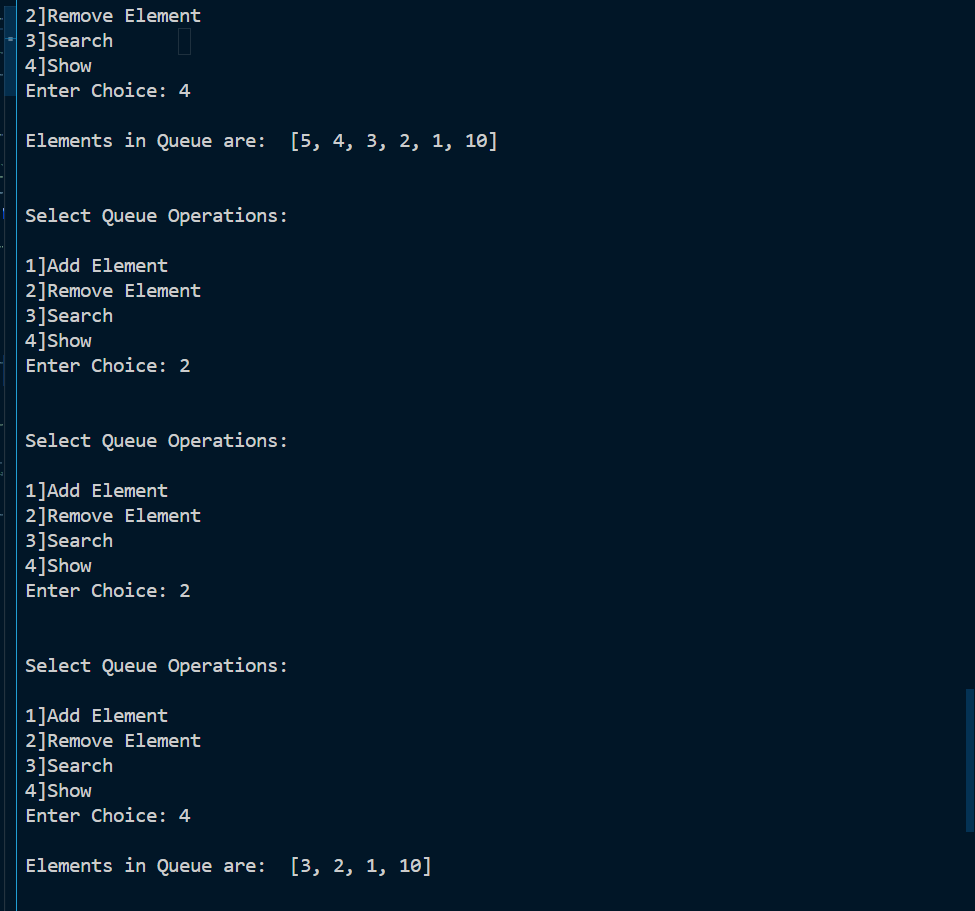 2]Remove Element
3]Search
4]Show
Enter Choice: 4
Elements in Queue are:  [5, 4, 3, 2, 1, 10]
Select Queue Operations:
1]Add Element
2]Remove Element
3]Search
4]Show
Enter Choice: 2
Select Queue Operations:
1]Add Element
2]Remove Element
3]Search
4]Show
Enter Choice: 2
Select Queue Operations:
1]Add Element
2]Remove Element
3]Search
4]Show
Enter Choice: 4
Elements in Queue are:  [3, 2, 1, 10]